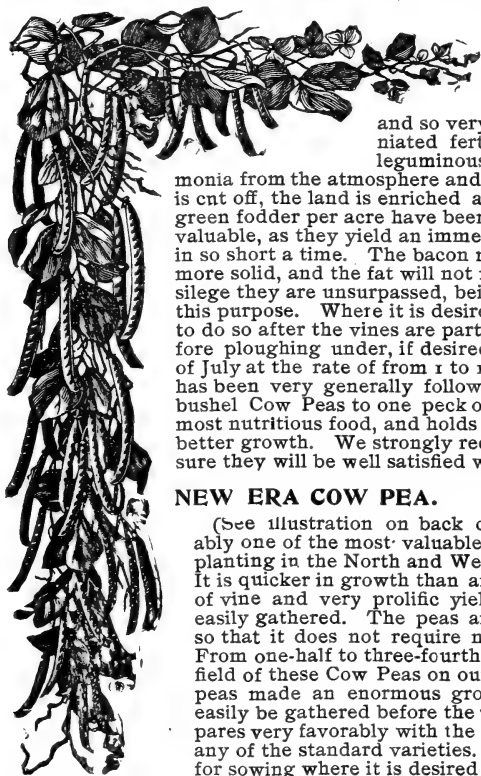 and so very
niated fert
leguminous
monia from the atmosphere and
is cnt off, the land is enriched a
green fodder per acre have been
valuable, as they yield an imme
in so short a time. The bacon r
more solid, and the fat will not
silege they are unsurpassed, bei
this purpose. Where it is desire
to do so after the vines are part
fore ploughing under, if desired
of July at the rate of from 1 to 1
has been very generally follow
bushel Cow Peas to one peck o
most nutritious food, and holds
better growth. We strongly rec
sure they will be well satisfied w
NEW ERA COW PEA.
(See illustration on back c
ably one of the most valuable
planting in the North and We
It is quicker in growth than a
of vine and very prolific yiel
easily gathered. The peas a
so that it does not require m
From one-half to three-fourth
field of these Cow Peas on ou
peas made an enormous gro
easily be gathered before the
pares very favorably with the
any of the standard varieties.
for sowing where it is desired